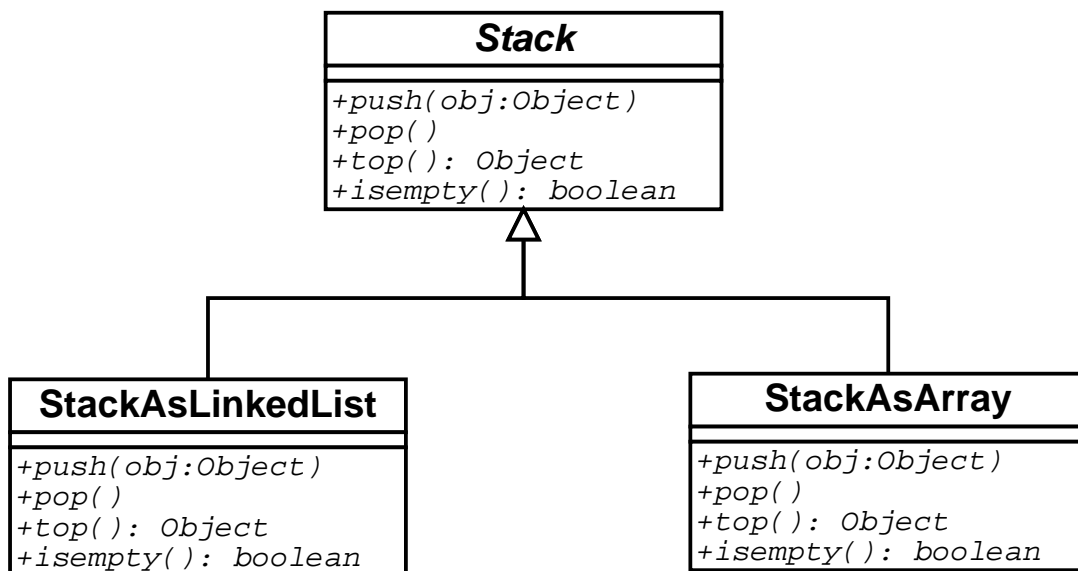 Stack
+push(obj:Object)
+pop()
+top(): Object
+isempty(): boolean
StackAsLinkedList
+push(obj:Object)
+pop()
+top(): Object
+isempty(): boolean
StackAsArray
+push(obj:Object)
+pop()
+top(): Object
+isempty(): boolean